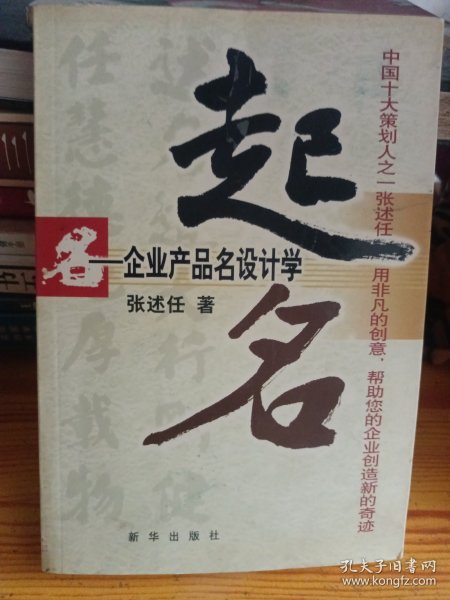 起名
名——企业产品名设计学
张述任 著
中国十大策划人之一张述任 用非凡的创意,帮助您的企业创造新的奇迹
厚载物
新华出版社
孔夫子旧书网
www.kongfz.com